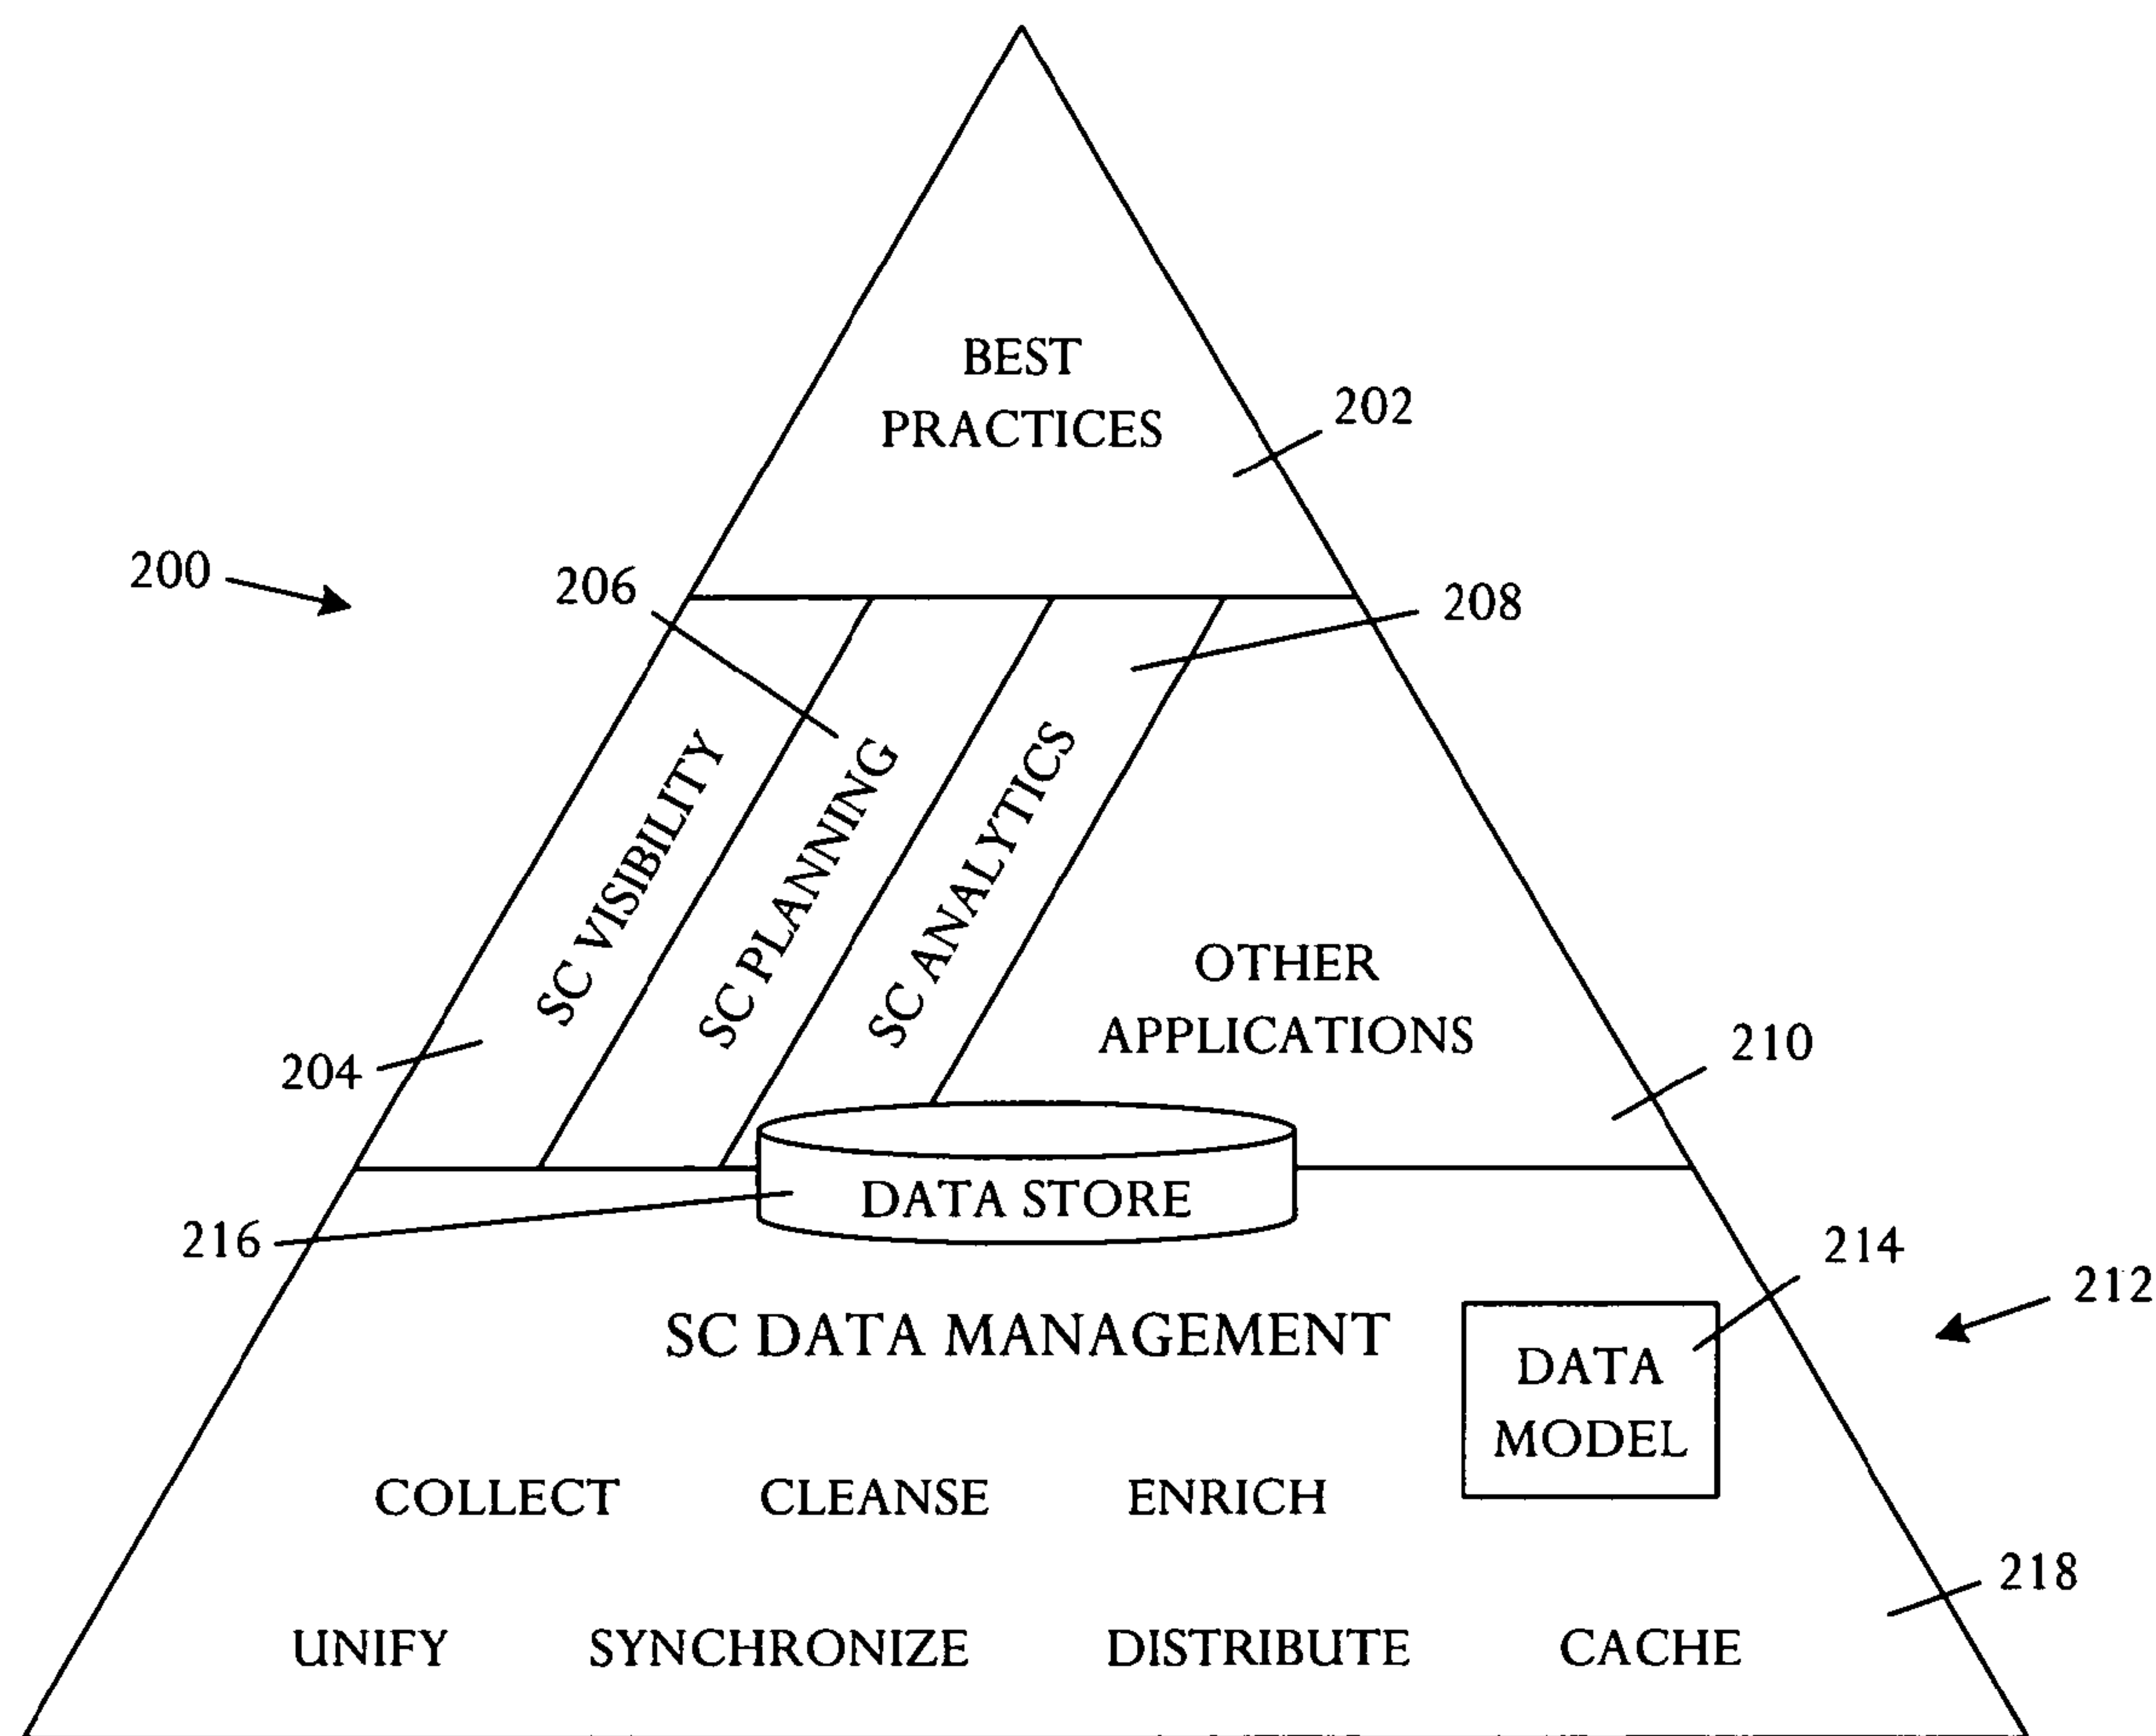 BEST
PRACTICES
202
200
206
208
SC VISIBILITY
SC PLANNING
SC ANALYTICS
OTHER
APPLICATIONS
204
210
DATA STORE
216
214
212
SC DATA MANAGEMENT
DATA
MODEL
COLLECT CLEANSE ENRICH
218
UNIFY SYNCHRONIZE DISTRIBUTE CACHE